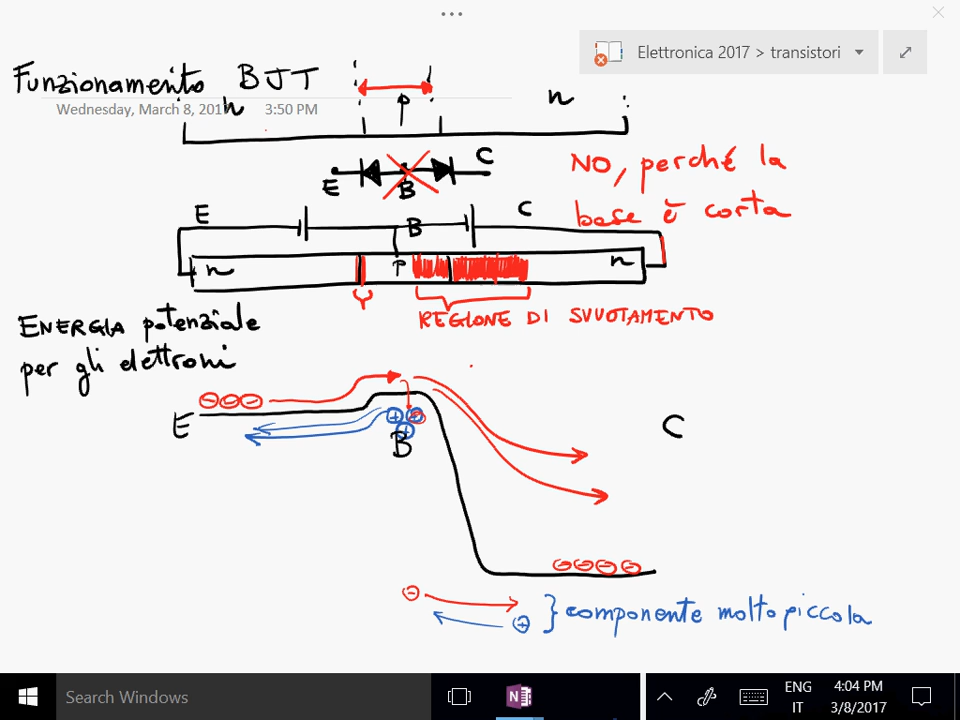 Elettronica 2017 > transistori
Funzionamento BJT
Wednesday, March 8, 2017 3:50 PM
n p n
E B C
NO, perché la
base è corta
E B C
n p n
REGIONE DI SVUOTAMENTO
ENERGIA potenziale
per gli elettroni
- - -
E + + - + B C
- - - -
-
+ } componente molto piccola
Search Windows
N
ENG
IT
4:04 PM
3/8/2017